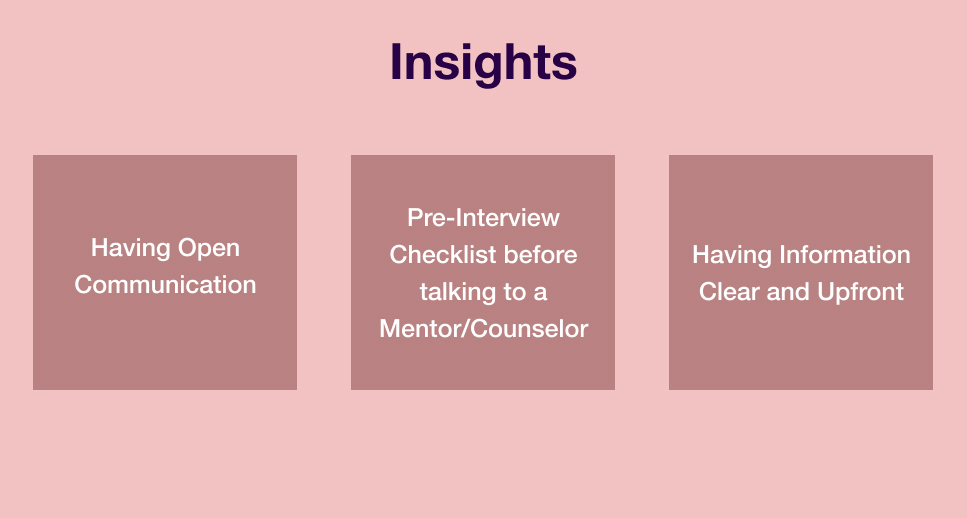 Insights
Having Open
Communication
Pre-Interview
Checklist before
talking to a
Mentor/Counselor
Having Information
Clear and Upfront